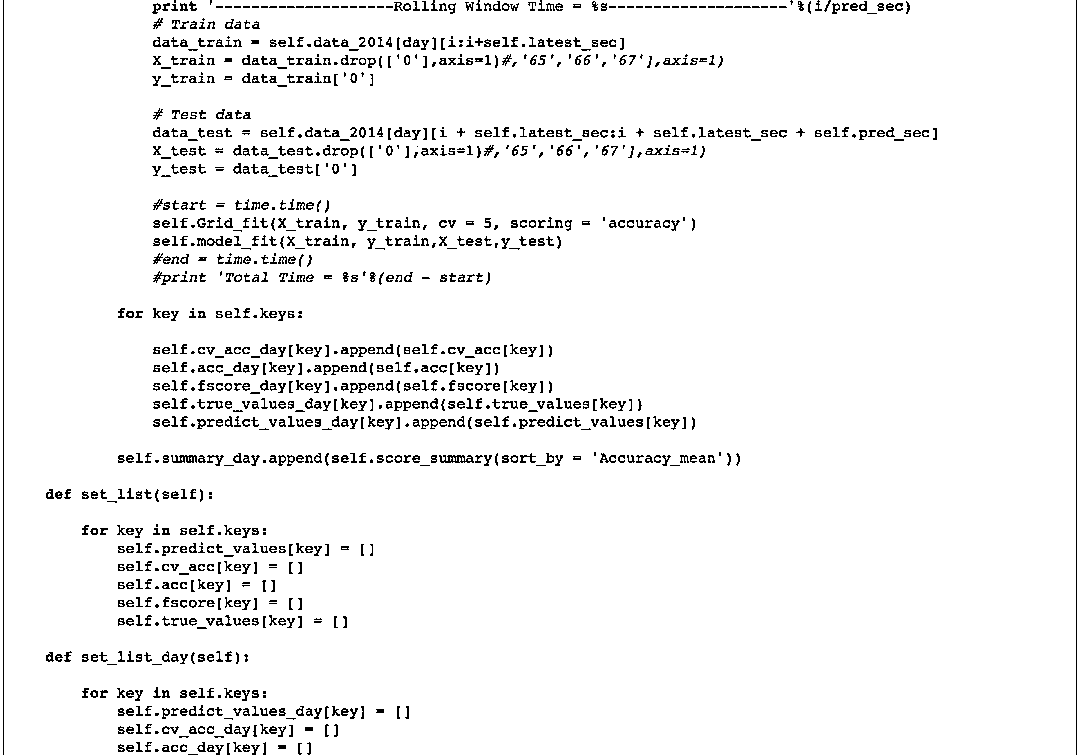 print '--------------------Rolling Window Time = %s--------------------'%(i/pred_sec)
# Train data
data_train = self.data_2014[day][i:i+self.latest_sec]
X_train = data_train.drop(['0'],axis=1)#,'65','66','67'],axis=1)
y_train = data_train['0']

# Test data
data_test = self.data_2014[day][i + self.latest_sec:i + self.latest_sec + self.pred_sec]
X_test = data_test.drop(['0'],axis=1)#,'65','66','67'],axis=1)
y_test = data_test['0']

#start = time.time()
self.Grid_fit(X_train, y_train, cv = 5, scoring = 'accuracy')
self.model_fit(X_train, y_train,X_test,y_test)
#end = time.time()
#print 'Total Time = %s'%(end - start)

for key in self.keys:

self.cv_acc_day[key].append(self.cv_acc[key])
self.acc_day[key].append(self.acc[key])
self.fscore_day[key].append(self.fscore[key])
self.true_values_day[key].append(self.true_values[key])
self.predict_values_day[key].append(self.predict_values[key])

self.summary_day.append(self.score_summary(sort_by = 'Accuracy_mean'))

def set_list(self):

for key in self.keys:
self.predict_values[key] = []
self.cv_acc[key] = []
self.acc[key] = []
self.fscore[key] = []
self.true_values[key] = []

def set_list_day(self):

for key in self.keys:
self.predict_values_day[key] = []
self.cv_acc_day[key] = []
self.acc_day[key] = []